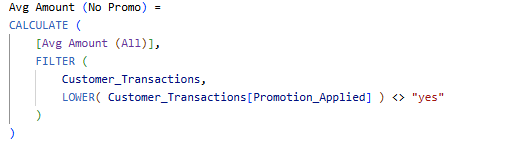 Avg Amount (No Promo) =
CALCULATE (
    [Avg Amount (All)],
    FILTER (
        Customer_Transactions,
        LOWER( Customer_Transactions[Promotion_Applied] ) <> "yes"
    )
)